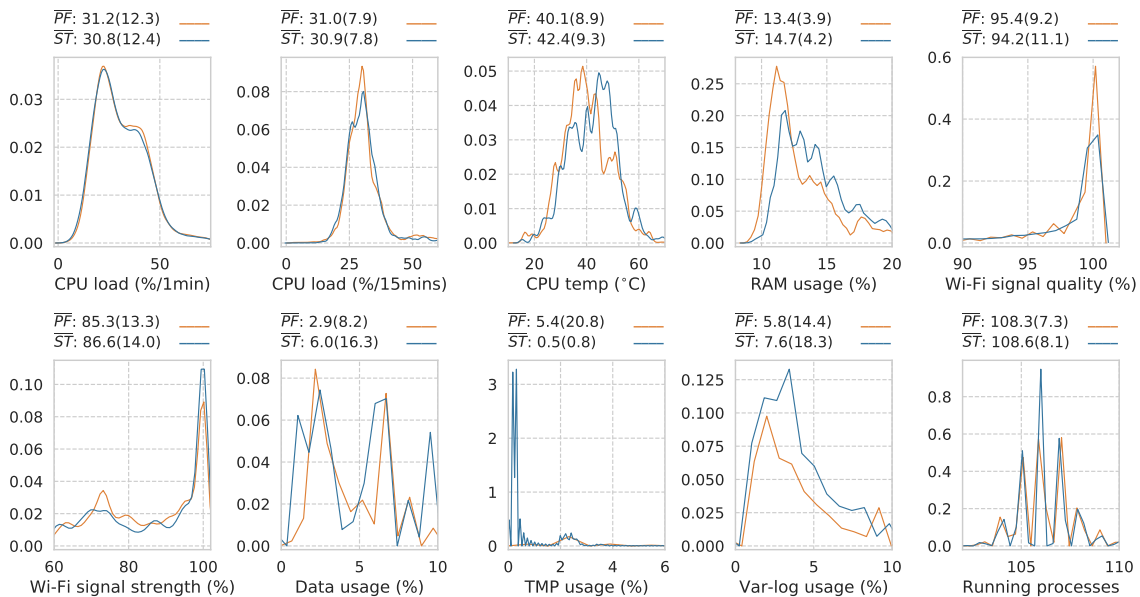 PF: 31.2(12.3)
ST: 30.8(12.4)
PF: 31.0(7.9)
ST: 30.9(7.8)
PF: 40.1(8.9)
ST: 42.4(9.3)
PF: 13.4(3.9)
ST: 14.7(4.2)
PF: 95.4(9.2)
ST: 94.2(11.1)
0.03
0.02
0.01
0.00
0 50
CPU load (%/1min)
0.08
0.06
0.04
0.02
0.00
0 30 60
CPU load (%/15mins)
0.05
0.04
0.03
0.02
0.01
0.00
20 40 60
CPU temp (°C)
0.25
0.20
0.15
0.10
0.05
0.00
10 15 20
RAM usage (%)
0.6
0.4
0.2
0.0
90 95 100
Wi-Fi signal quality (%)
PF: 85.3(13.3)
ST: 86.6(14.0)
PF: 2.9(8.2)
ST: 6.0(16.3)
PF: 5.4(20.8)
ST: 0.5(0.8)
PF: 5.8(14.4)
ST: 7.6(18.3)
PF: 108.3(7.3)
ST: 108.6(8.1)
0.10
0.08
0.06
0.04
0.02
0.00
60 80 100
Wi-Fi signal strength (%)
0.08
0.06
0.04
0.02
0.00
0 5 10
Data usage (%)
3
2
1
0
0 2 4 6
TMP usage (%)
0.125
0.100
0.075
0.050
0.025
0.000
0 5 10
Var-log usage (%)
0.8
0.6
0.4
0.2
0.0
105 110
Running processes